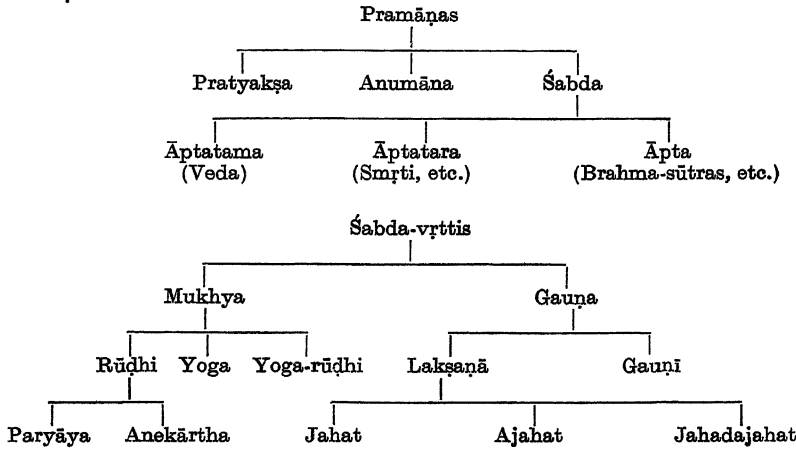 Pramāṇas
Pratyakṣa Anumāna Śabda
Āptatama Āptatara Āpta
(Veda) (Smṛti, etc.) (Brahma-sūtras, etc.)
Śabda-vṛttis
Mukhya Gauṇa
Rūḍhi Yoga Yoga-rūḍhi Lakṣaṇā Gauṇī
Paryāya Anekārtha Jahat Ajahat Jahadajahat